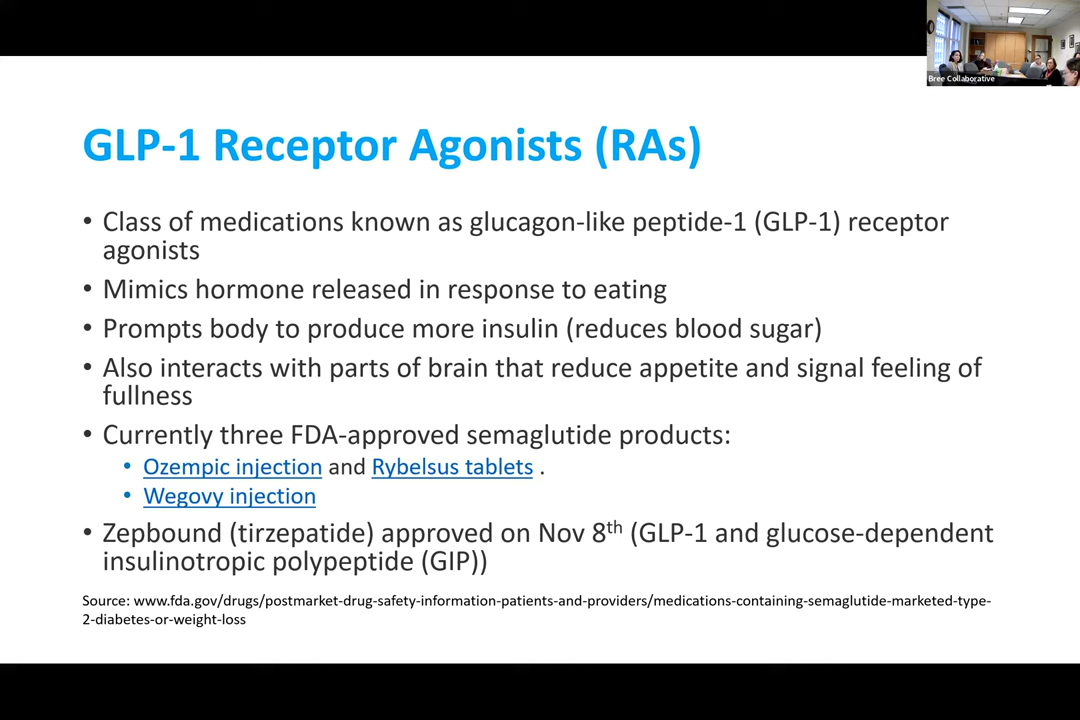 Bree Collaborative
GLP-1 Receptor Agonists (RAs)
• Class of medications known as glucagon-like peptide-1 (GLP-1) receptor
agonists
• Mimics hormone released in response to eating
• Prompts body to produce more insulin (reduces blood sugar)
• Also interacts with parts of brain that reduce appetite and signal feeling of
fullness
• Currently three FDA-approved semaglutide products:
• Ozempic injection and Rybelsus tablets .
• Wegovy injection
• Zepbound (tirzepatide) approved on Nov 8th (GLP-1 and glucose-dependent
insulinotropic polypeptide (GIP))
Source: www.fda.gov/drugs/postmarket-drug-safety-information-patients-and-providers/medications-containing-semaglutide-marketed-type-
2-diabetes-or-weight-loss